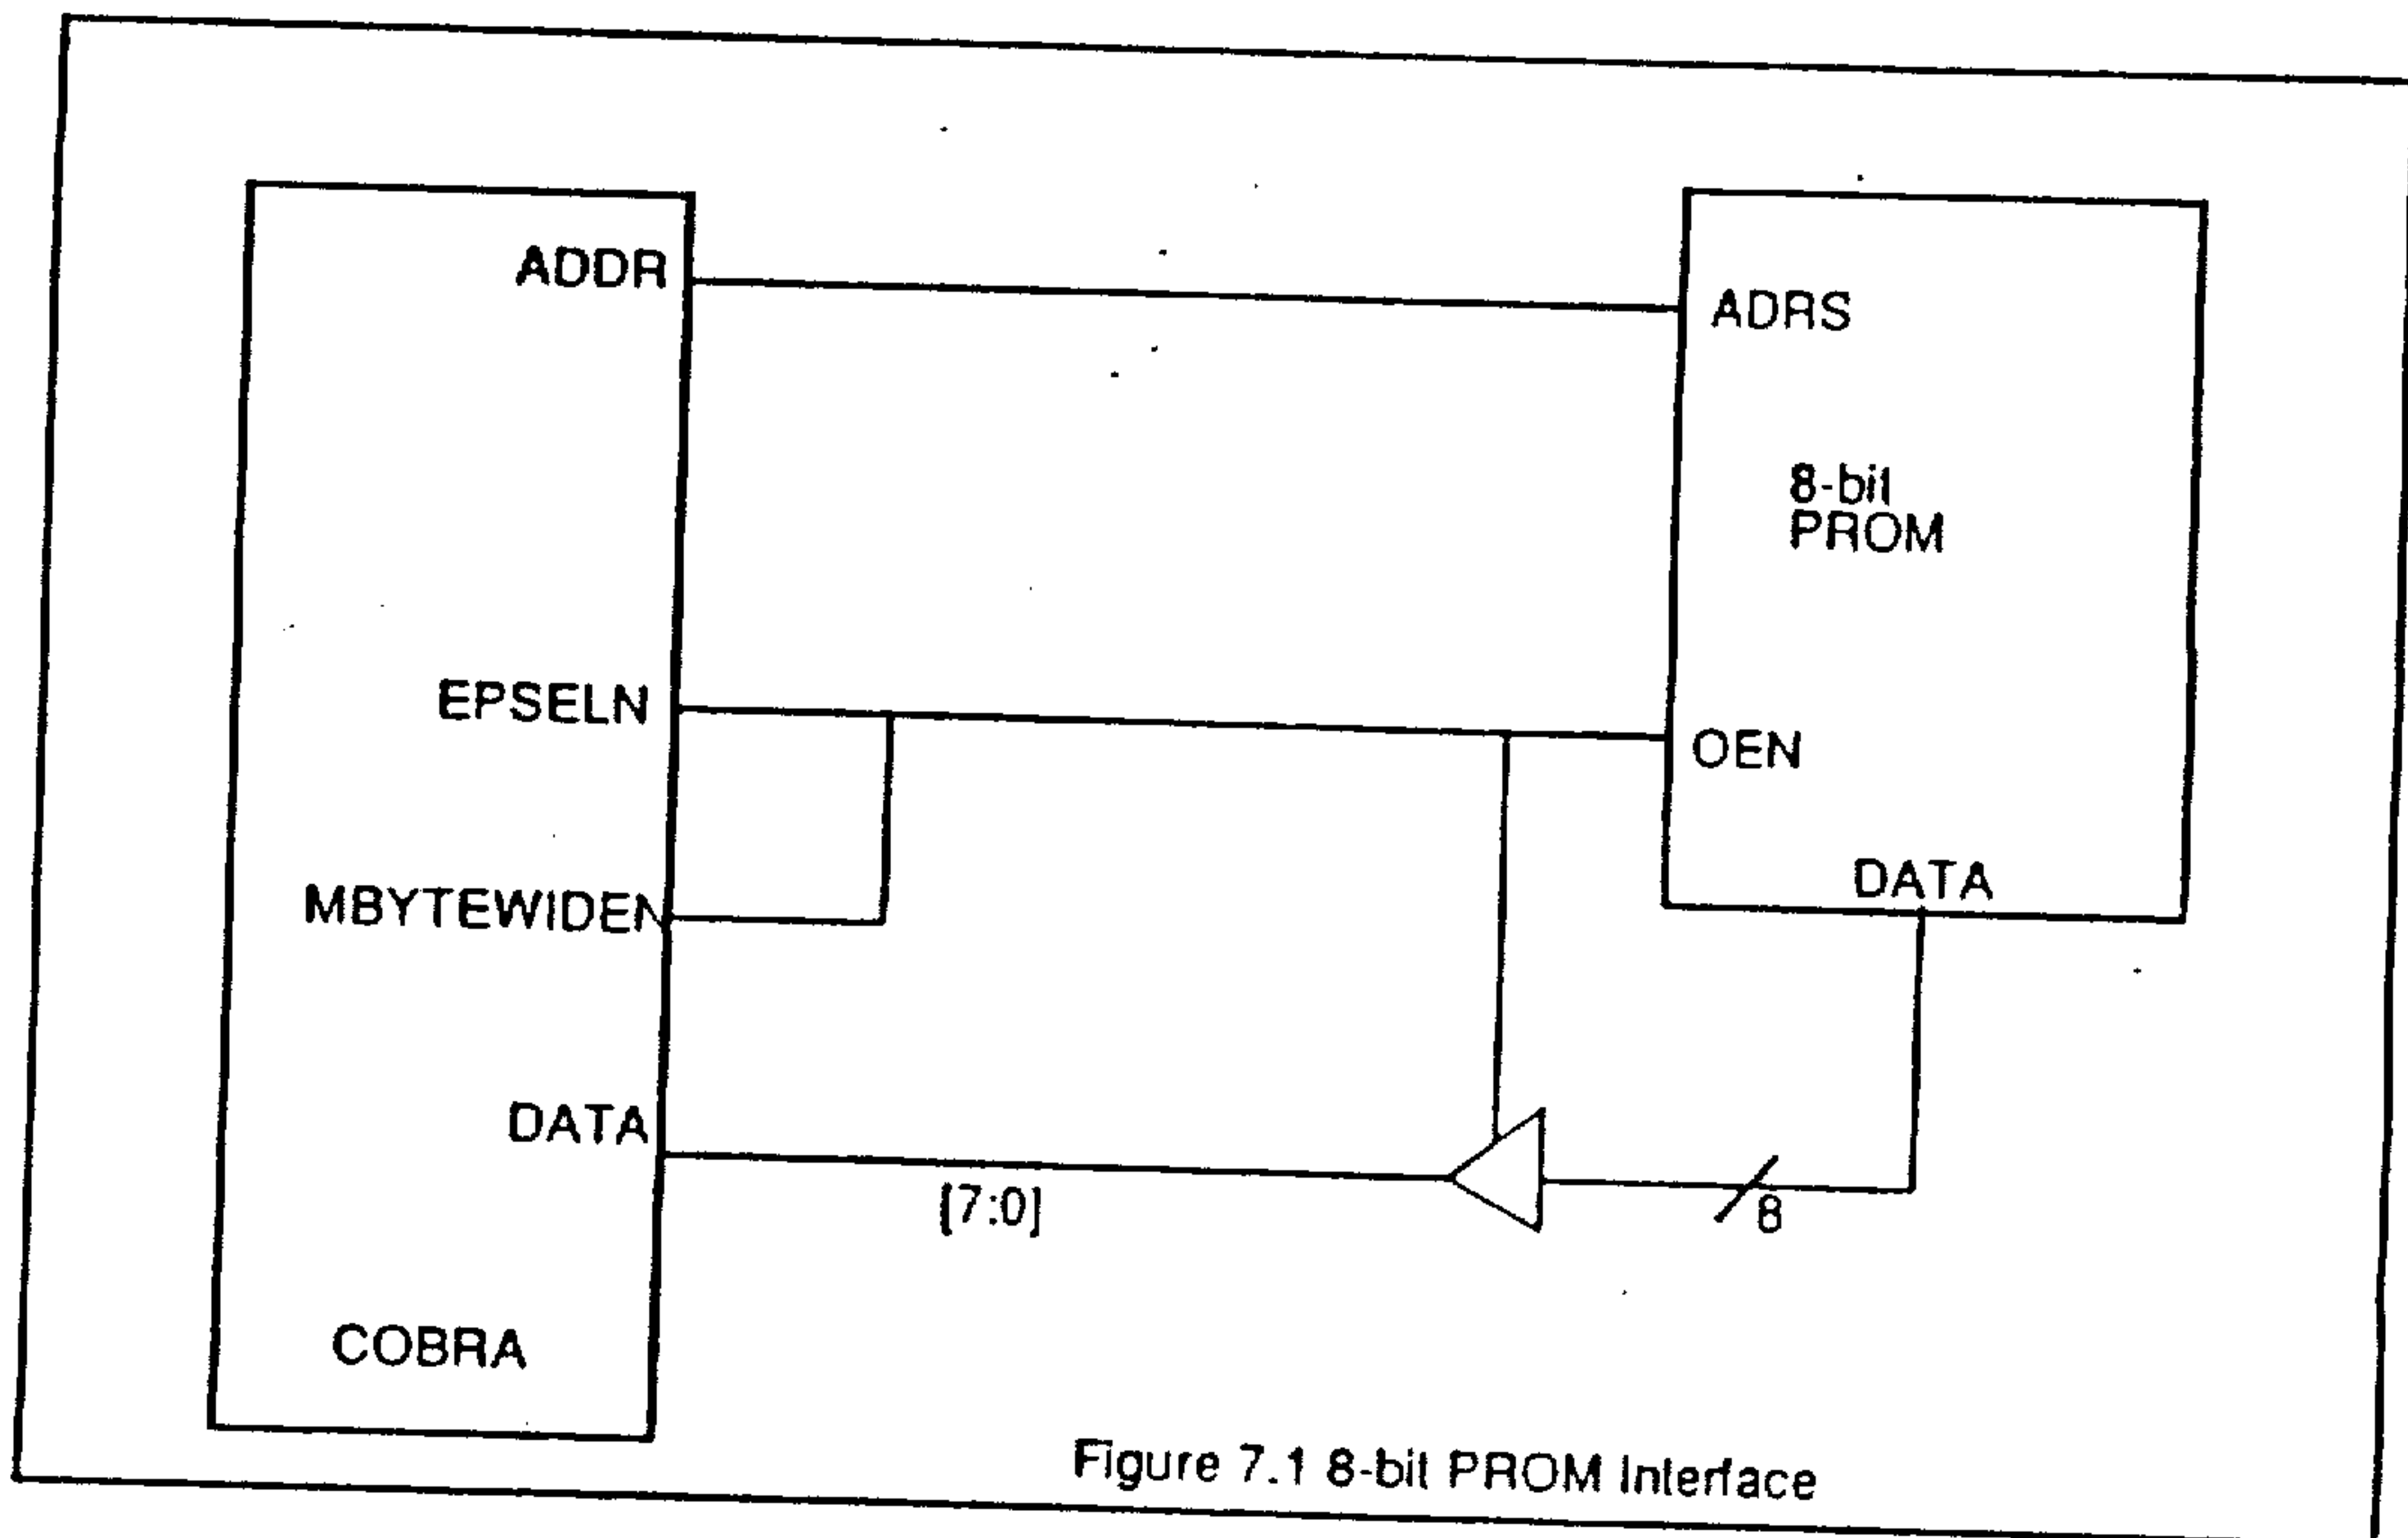 ADDR
ADRS
8-bit
PROM
EPSELN
OEN
MBYTEWIDEN
DATA
DATA
[7:0]
8
COBRA
Figure 7.1 8-bit PROM Interface